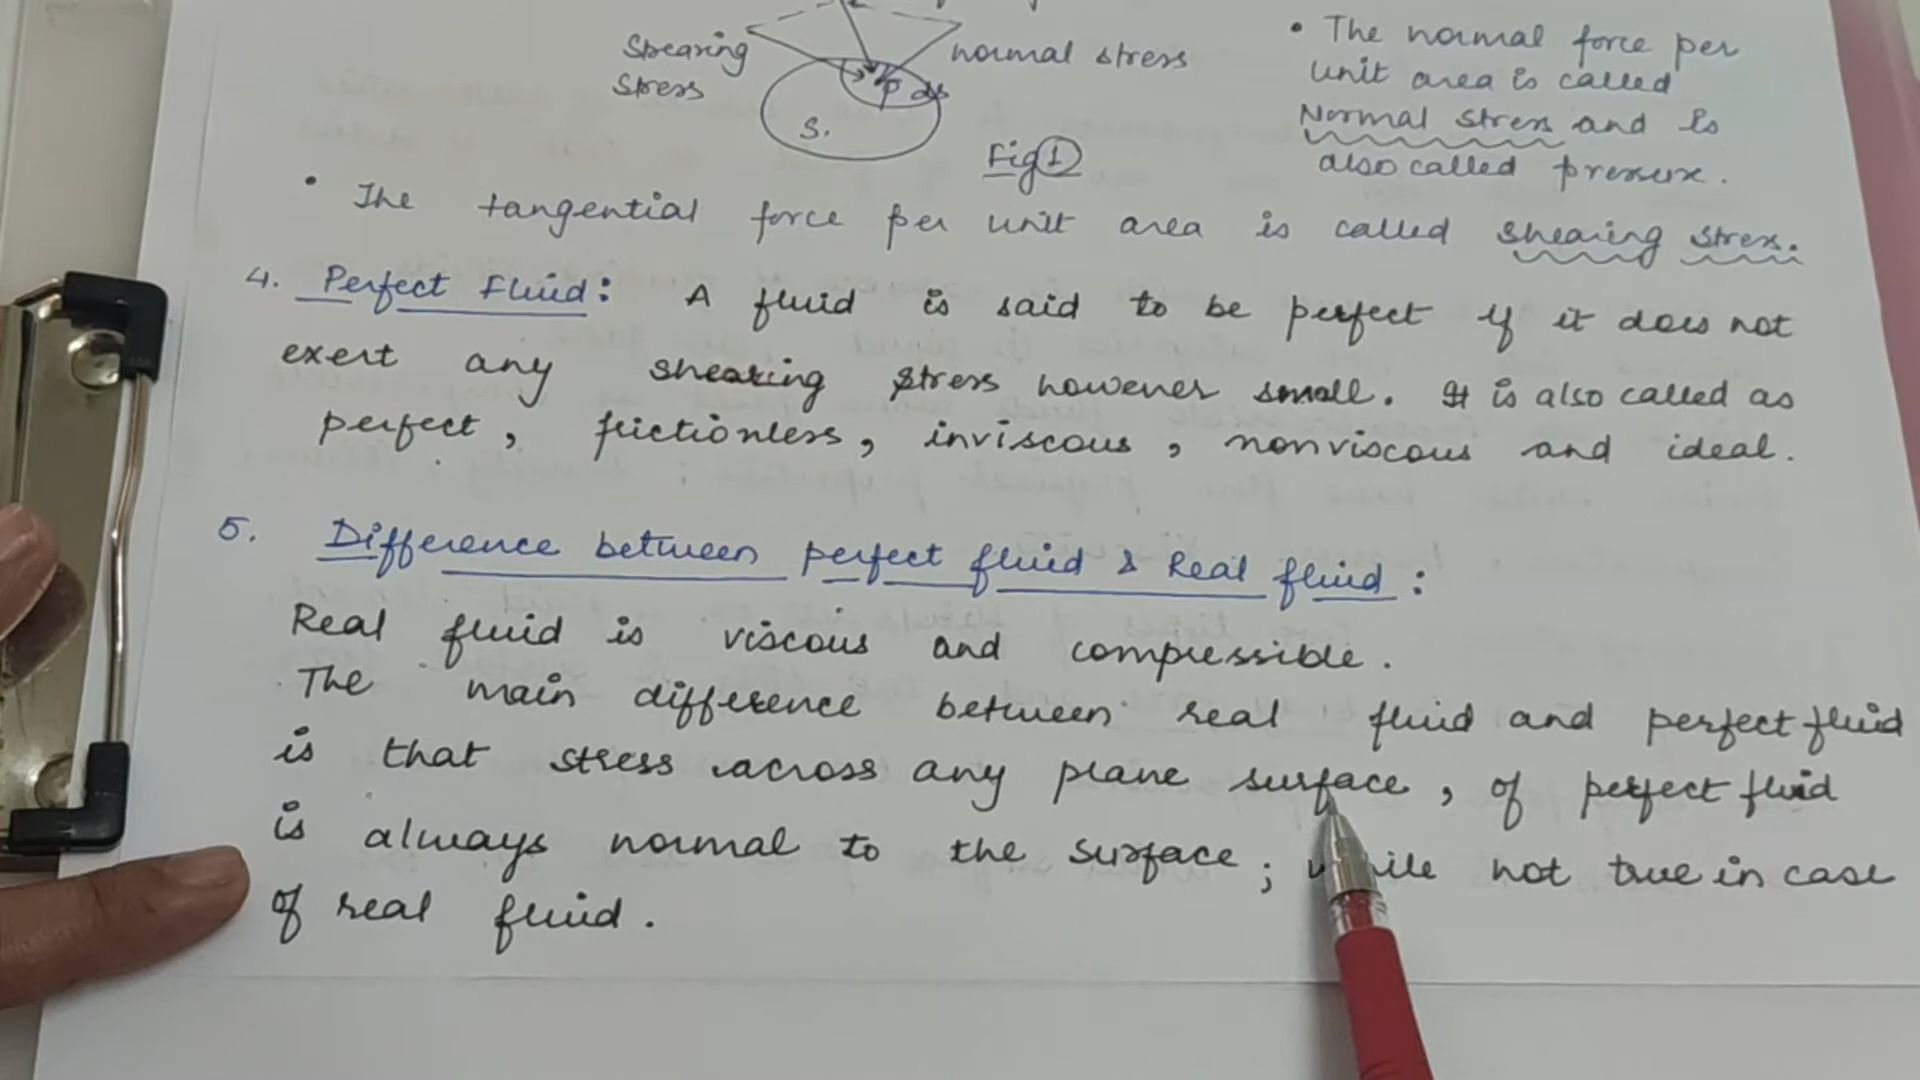 Shearing
Stress
normal stress
P ds
S.
Fig 1
• The normal force per
unit area is called
Normal stress and is
also called pressure.
• The tangential force per unit area is called shearing stress.
4. Perfect Fluid: A fluid is said to be perfect if it does not
exert any shearing stress however small. It is also called as
perfect, frictionless, inviscous, nonviscous and ideal.
5. Difference between perfect fluid & Real fluid:
Real fluid is viscous and compressible.
The main difference between real fluid and perfect fluid
is that stress across any plane surface, of perfect fluid
is always normal to the surface; while not true in case
of real fluid.